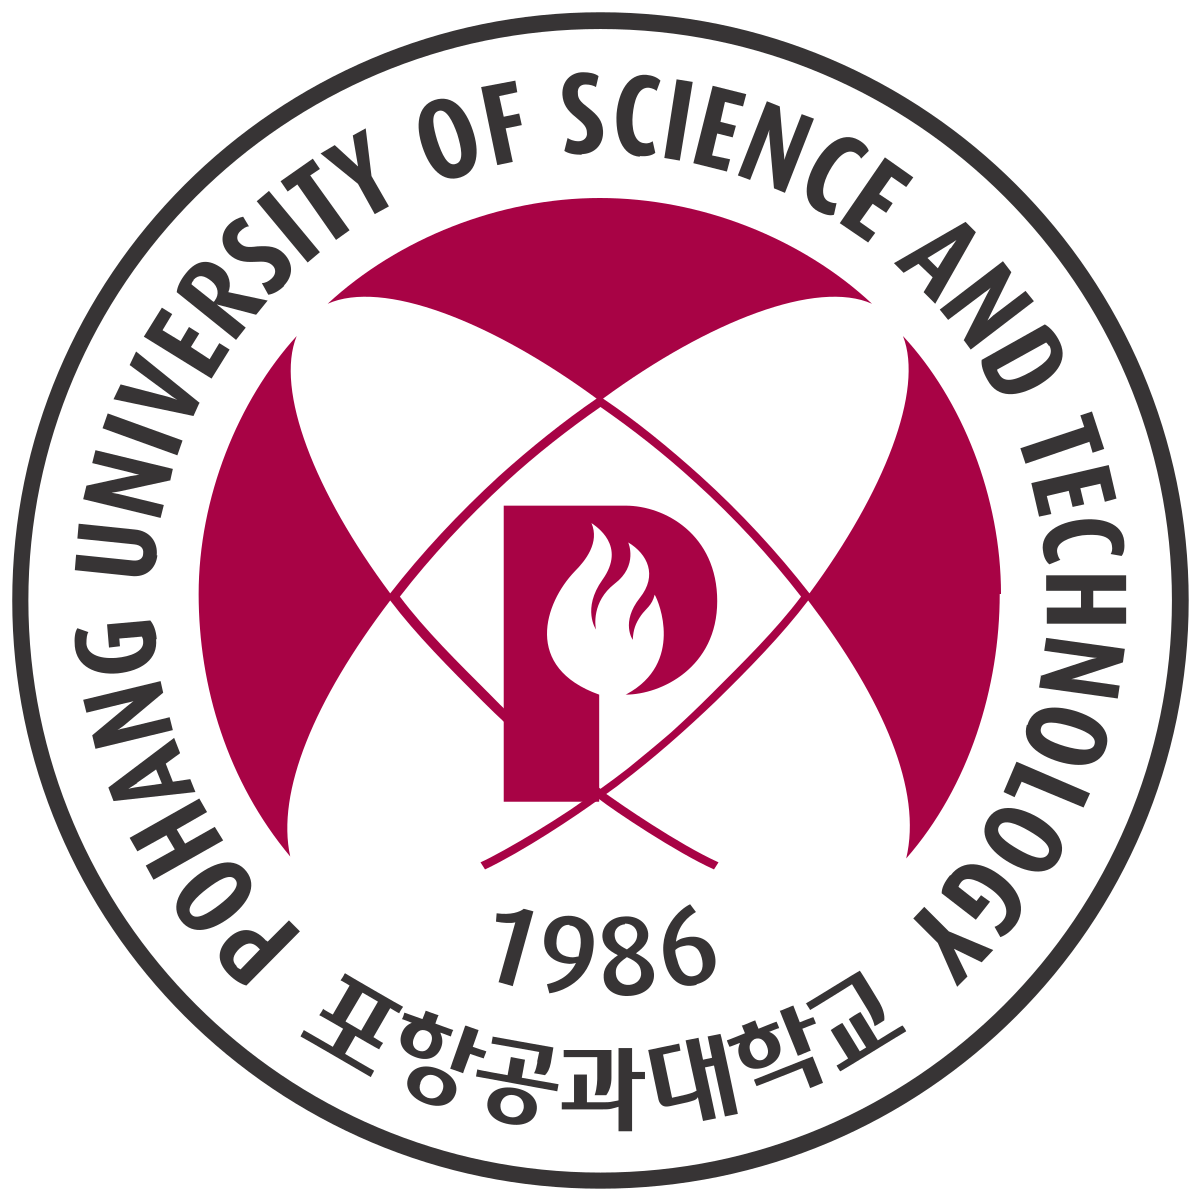 POHANG UNIVERSITY OF SCIENCE AND TECHNOLOGY
P
1986
포항공과대학교